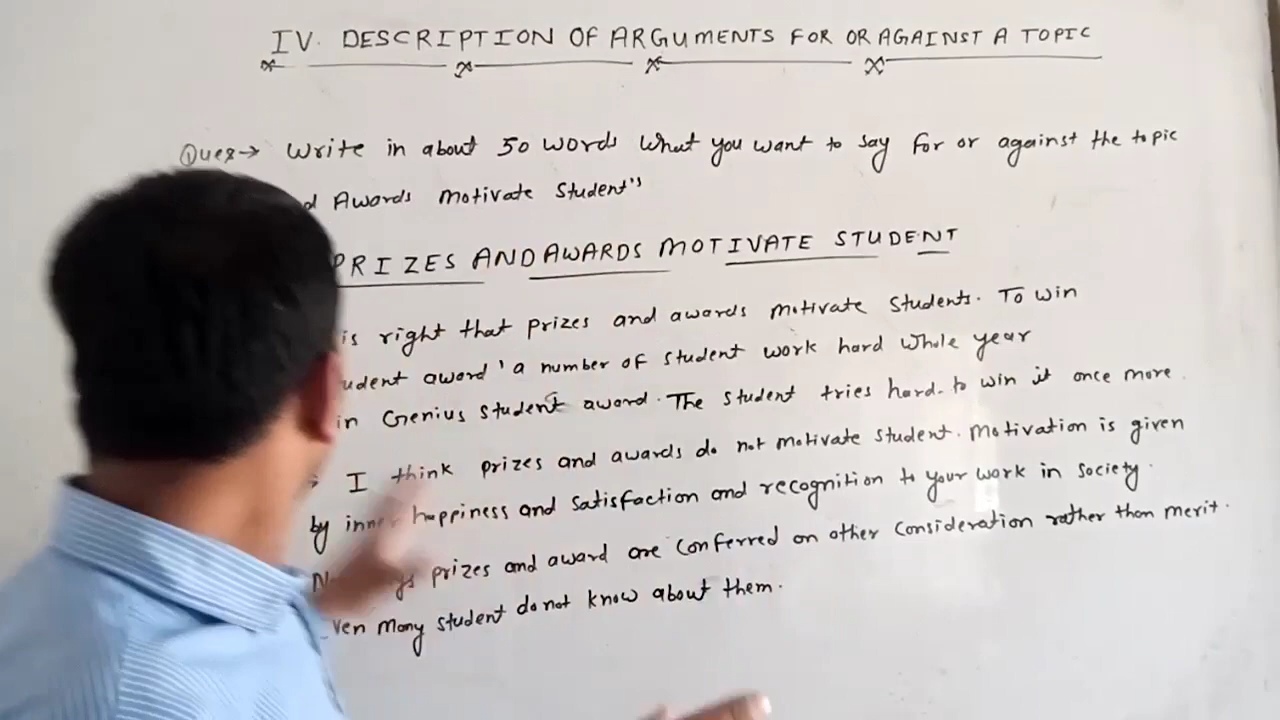 IV. DESCRIPTION OF ARGUMENTS FOR OR AGAINST A TOPIC
Ques→ Write in about 50 words what you want to say for or against the topic
Awards motivate student"
PRIZES AND AWARDS MOTIVATE STUDENT
is right that prizes and awards motivate students. To win
award' a number of student work hard whole year
in Genius student award. The student tries hard to win it once more.
I think prizes and awards do not motivate student. Motivation is given
by inner happiness and satisfaction and recognition to your work in society.
prizes and award are conferred on other consideration rather than merit.
many student do not know about them.